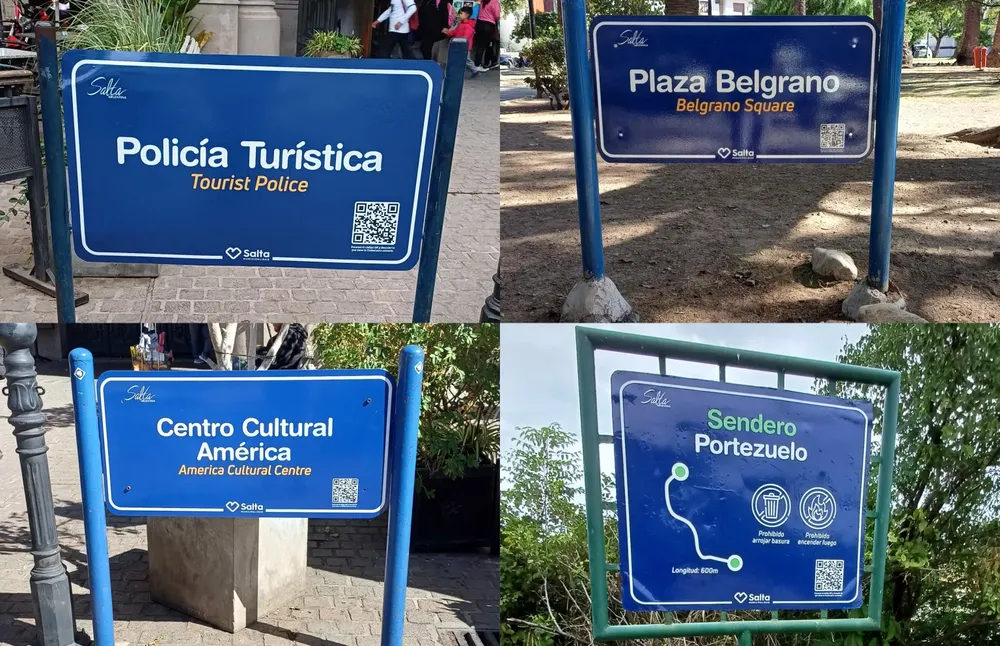 Salta
Policía Turística
Tourist Police
Salta
Salta
Plaza Belgrano
Belgrano Square
Salta
Salta
Centro Cultural
América
America Cultural Centre
Salta
Salta
Sendero
Portezuelo
Prohibido
arrojar basura
Prohibido
encender fuego
Longitud: 600m
Salta